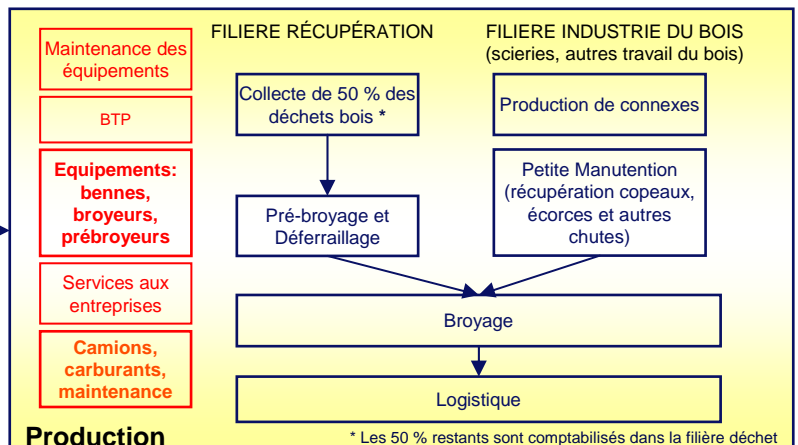 FILIERE RÉCUPÉRATION
FILIERE INDUSTRIE DU BOIS
(scieries, autres travail du bois)
Maintenance des
équipements
BTP
Equipements:
bennes,
broyeurs,
prébroyeurs
Services aux
entreprises
Camions,
carburants,
maintenance
Collecte de 50 % des
déchets bois *
Pré-broyage et
Déferraillage
Production de connexes
Petite Manutention
(récupération copeaux,
écorces et autres
chutes)
Broyage
Logistique
Production
* Les 50 % restants sont comptabilisés dans la filière déchet